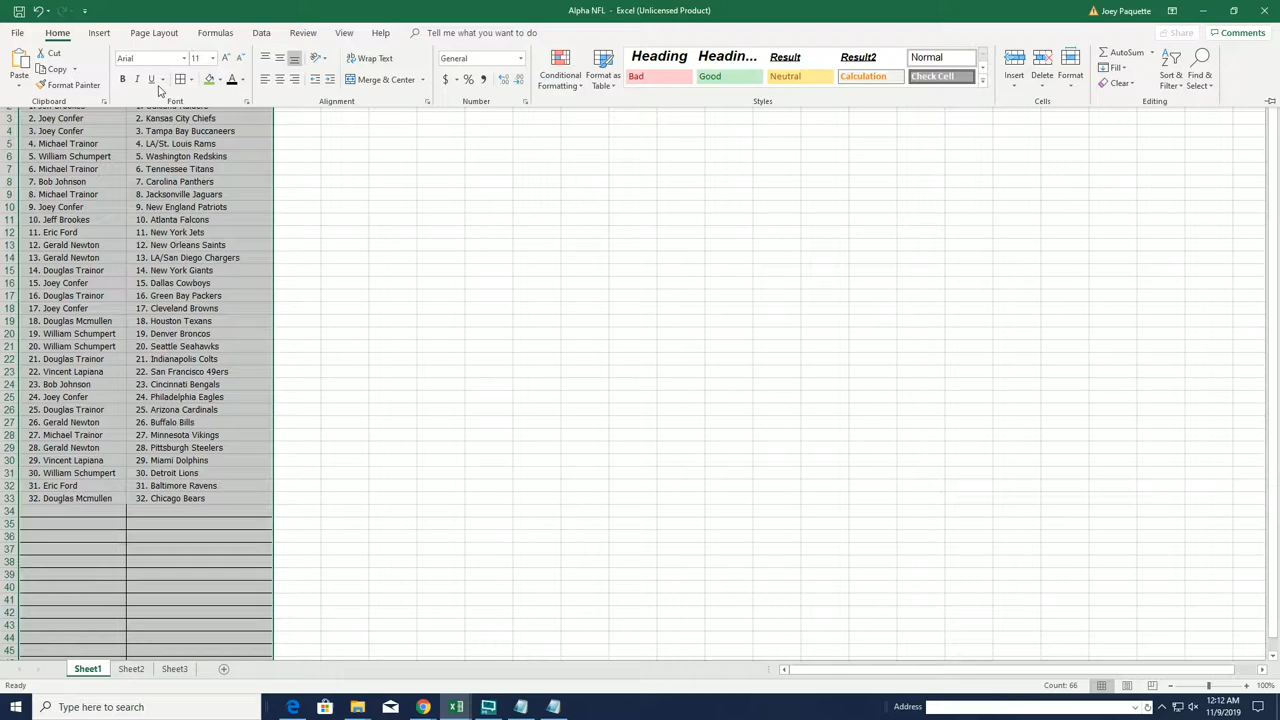 Alpha NFL - Excel (Unlicensed Product)
Joey Paquette
File Home Insert Page Layout Formulas Data Review View Help Tell me what you want to do
Share Comments
Paste Cut Copy Format Painter Clipboard
Arial 11 B I U A Font
Wrap Text Merge & Center Alignment
General $ % Number
Conditional Formatting Format as Table
Heading Headin... Result Result2 Normal
Bad Good Neutral Calculation Check Cell
Styles
Insert Delete Format Cells
AutoSum Fill Clear Sort & Filter Find & Select Editing
3 2. Joey Confer 2. Kansas City Chiefs
4 3. Joey Confer 3. Tampa Bay Buccaneers
5 4. Michael Trainor 4. LA/St. Louis Rams
6 5. William Schumpert 5. Washington Redskins
7 6. Michael Trainor 6. Tennessee Titans
8 7. Bob Johnson 7. Carolina Panthers
9 8. Michael Trainor 8. Jacksonville Jaguars
10 9. Joey Confer 9. New England Patriots
11 10. Jeff Brookes 10. Atlanta Falcons
12 11. Eric Ford 11. New York Jets
13 12. Gerald Newton 12. New Orleans Saints
14 13. Gerald Newton 13. LA/San Diego Chargers
15 14. Douglas Trainor 14. New York Giants
16 15. Joey Confer 15. Dallas Cowboys
17 16. Douglas Trainor 16. Green Bay Packers
18 17. Joey Confer 17. Cleveland Browns
19 18. Douglas Mcmullen 18. Houston Texans
20 19. William Schumpert 19. Denver Broncos
21 20. William Schumpert 20. Seattle Seahawks
22 21. Douglas Trainor 21. Indianapolis Colts
23 22. Vincent Lapiana 22. San Francisco 49ers
24 23. Bob Johnson 23. Cincinnati Bengals
25 24. Joey Confer 24. Philadelphia Eagles
26 25. Douglas Trainor 25. Arizona Cardinals
27 26. Gerald Newton 26. Buffalo Bills
28 27. Michael Trainor 27. Minnesota Vikings
29 28. Gerald Newton 28. Pittsburgh Steelers
30 29. Vincent Lapiana 29. Miami Dolphins
31 30. William Schumpert 30. Detroit Lions
32 31. Eric Ford 31. Baltimore Ravens
33 32. Douglas Mcmullen 32. Chicago Bears
34
35
36
37
38
39
40
41
42
43
44
45
Sheet1 Sheet2 Sheet3
Ready Count: 66 100%
Type here to search
Address
12:12 AM
11/9/2019